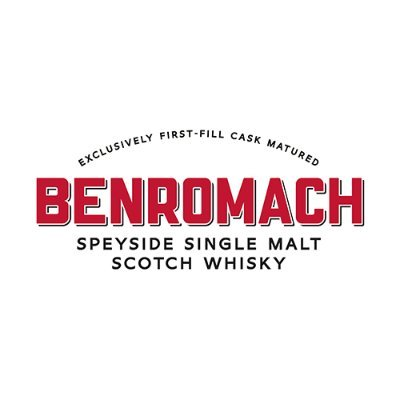 EXCLUSIVELY FIRST-FILL CASK MATURED
BENROMACH
SPEYSIDE SINGLE MALT
SCOTCH WHISKY